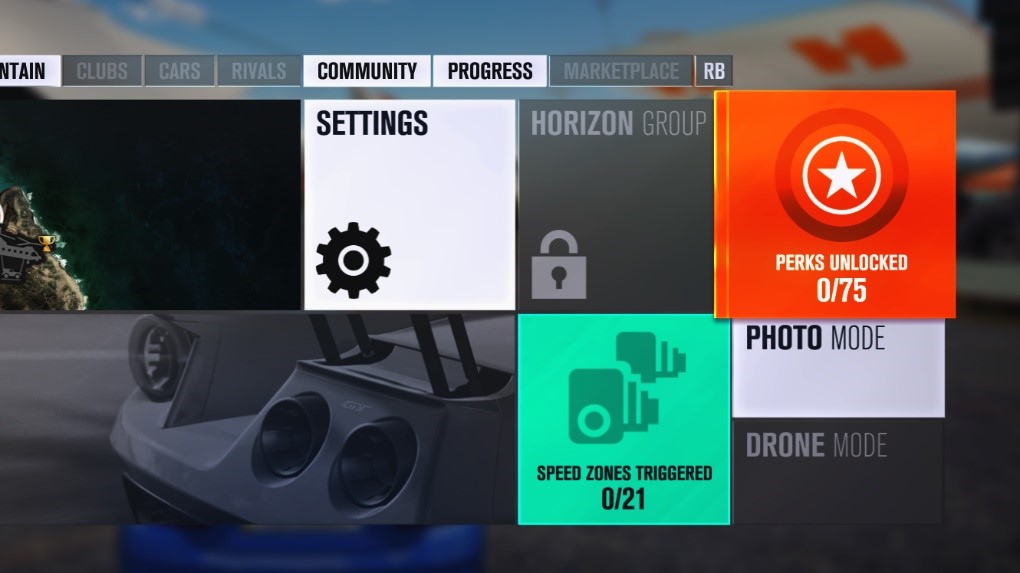 NTAIN CLUBS CARS RIVALS COMMUNITY PROGRESS MARKETPLACE RB
SETTINGS
HORIZON GROUP
PERKS UNLOCKED
0/75
PHOTO MODE
SPEED ZONES TRIGGERED
0/21
DRONE MODE
GT